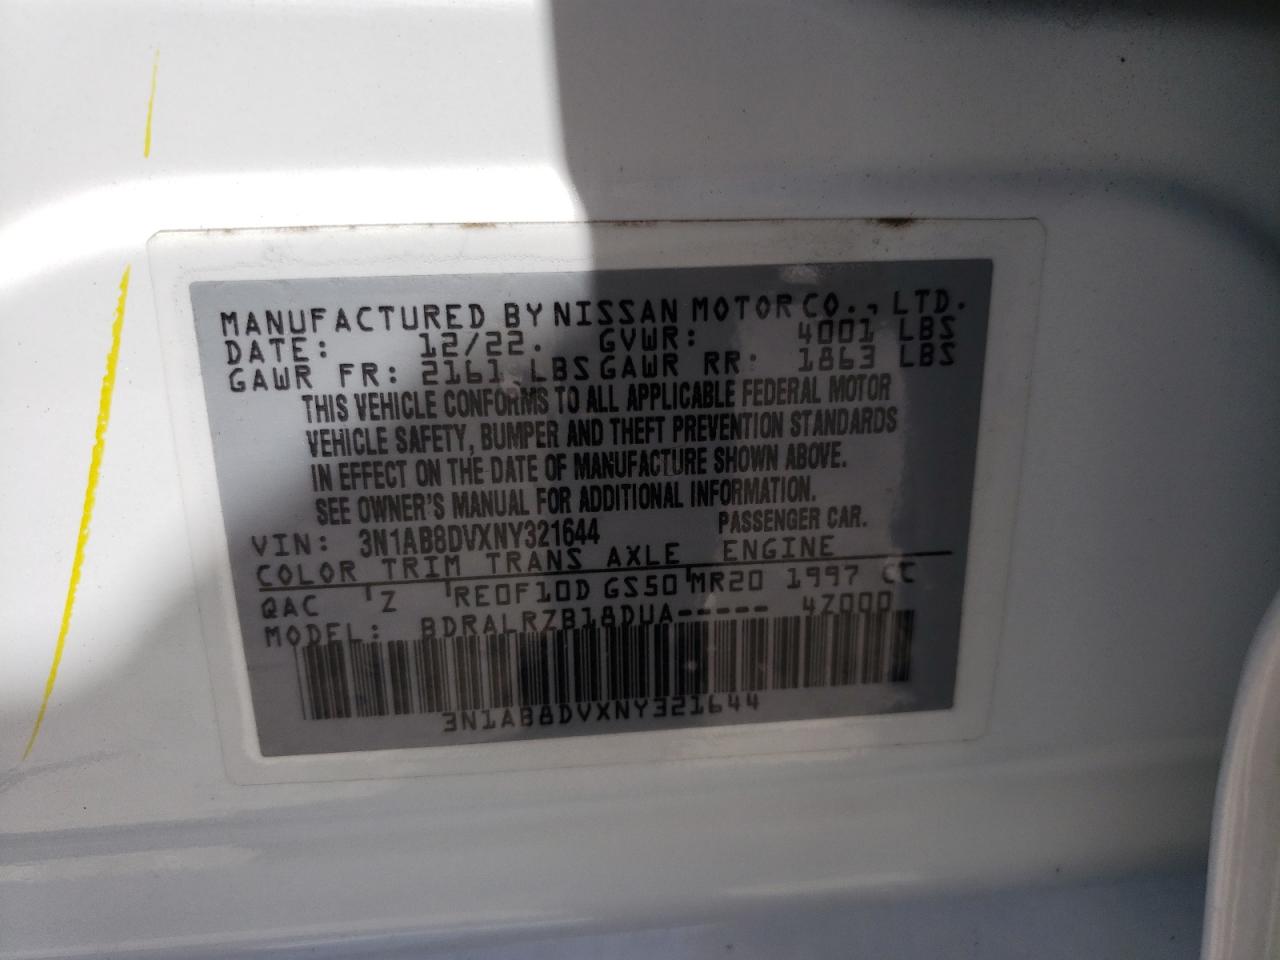 MANUFACTURED BY NISSAN MOTOR CO., LTD.
DATE: 12/22. GVWR: 4001 LBS
GAWR FR: 2161 LBS GAWR RR: 1863 LBS
THIS VEHICLE CONFORMS TO ALL APPLICABLE FEDERAL MOTOR
VEHICLE SAFETY, BUMPER AND THEFT PREVENTION STANDARDS
IN EFFECT ON THE DATE OF MANUFACTURE SHOWN ABOVE.
SEE OWNER'S MANUAL FOR ADDITIONAL INFORMATION.
VIN: 3N1AB8DVXNY321644 PASSENGER CAR.
COLOR TRIM TRANS AXLE ENGINE
QAC Z RE0F10D GS50 MR20 1997 CC
MODEL: BDRALRZB18DUA----- 4Z000
3N1AB8DVXNY321644